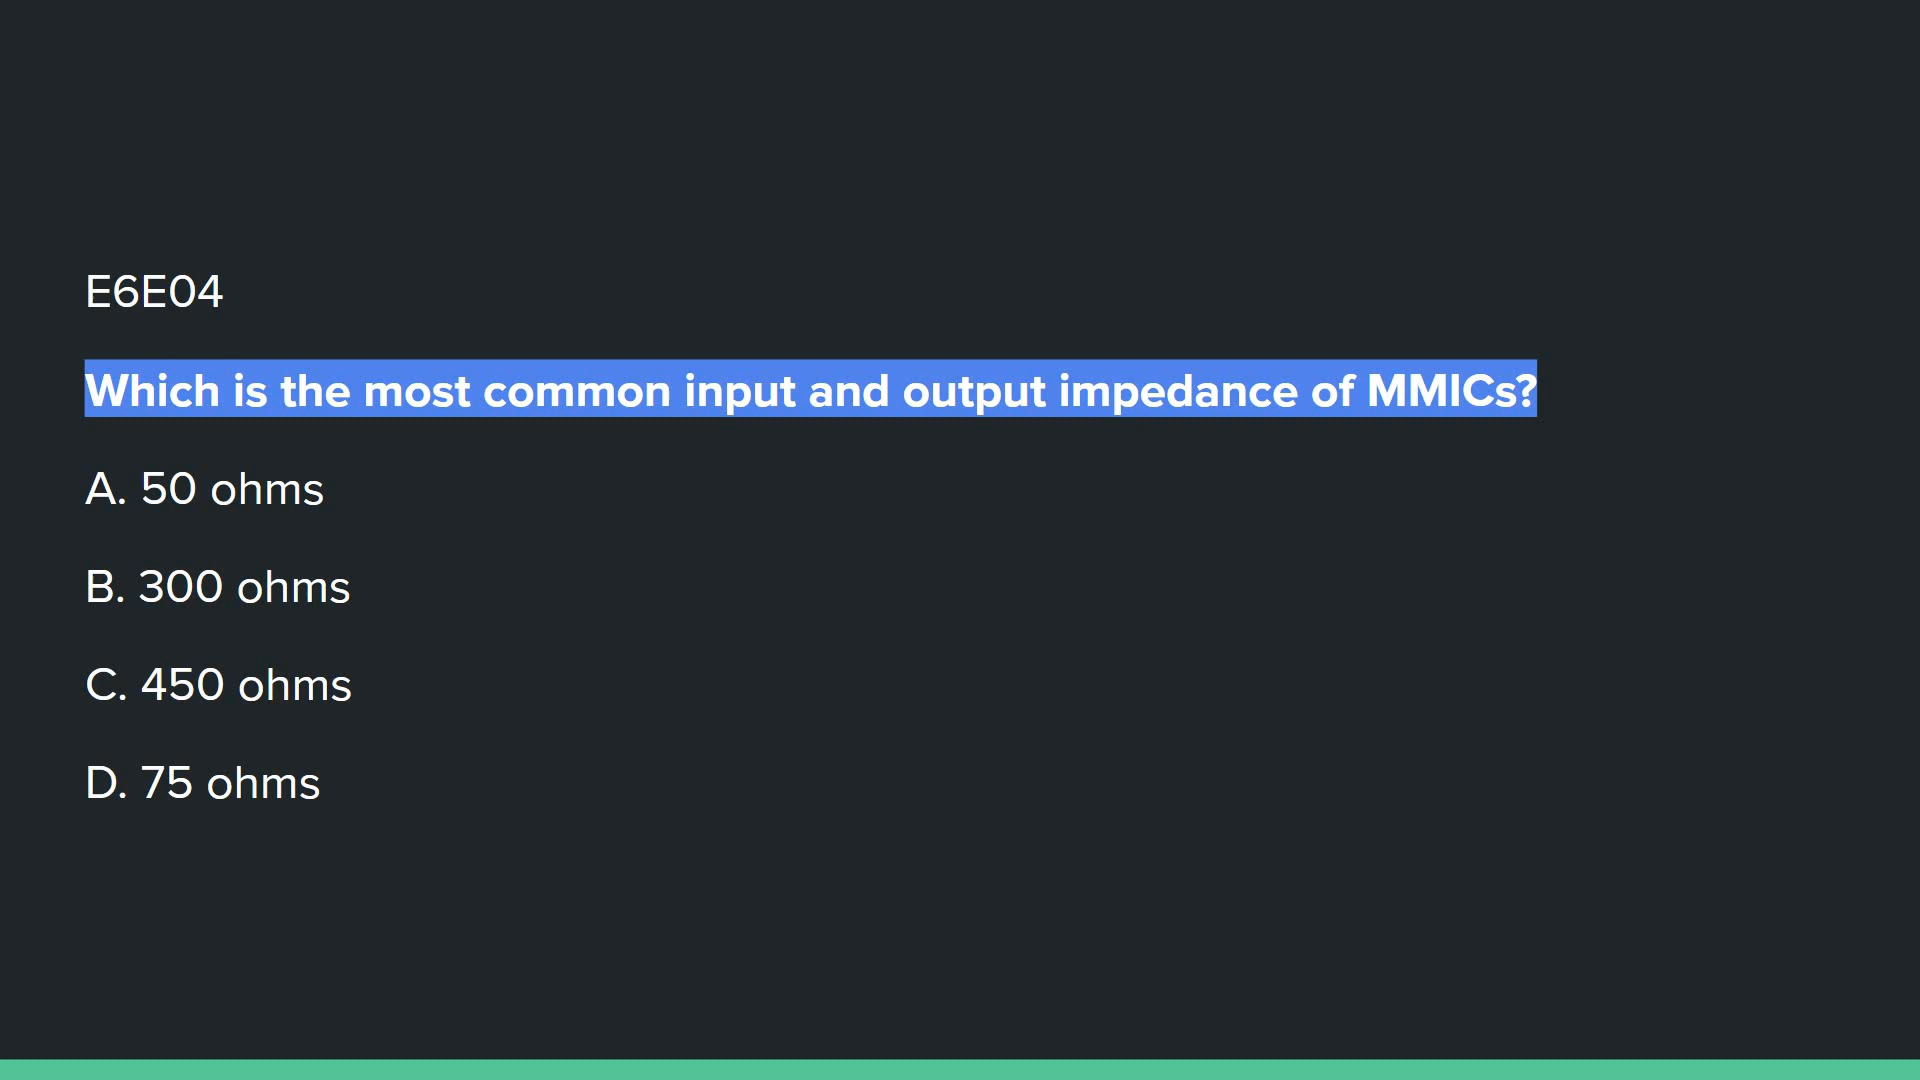 E6E04
Which is the most common input and output impedance of MMICs?
A. 50 ohms
B. 300 ohms
C. 450 ohms
D. 75 ohms